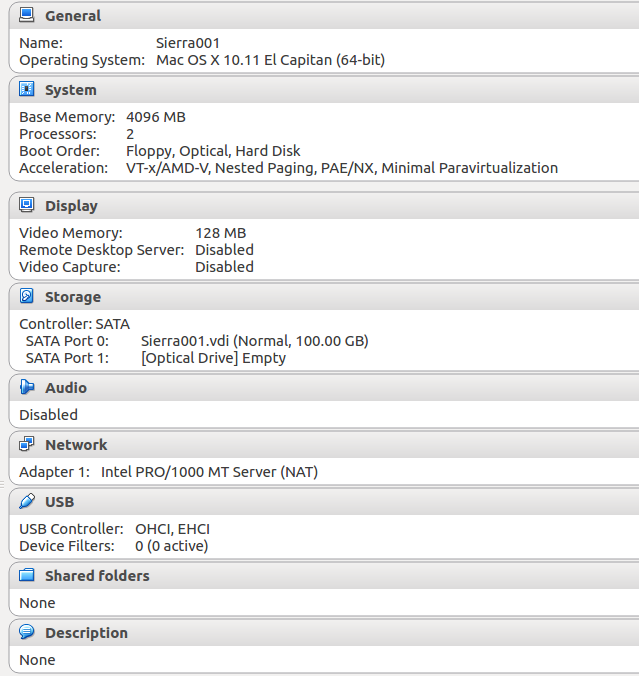 General
Name: Sierra001
Operating System: Mac OS X 10.11 El Capitan (64-bit)
System
Base Memory: 4096 MB
Processors: 2
Boot Order: Floppy, Optical, Hard Disk
Acceleration: VT-x/AMD-V, Nested Paging, PAE/NX, Minimal Paravirtualization
Display
Video Memory: 128 MB
Remote Desktop Server: Disabled
Video Capture: Disabled
Storage
Controller: SATA
SATA Port 0: Sierra001.vdi (Normal, 100.00 GB)
SATA Port 1: [Optical Drive] Empty
Audio
Disabled
Network
Adapter 1: Intel PRO/1000 MT Server (NAT)
USB
USB Controller: OHCI, EHCI
Device Filters: 0 (0 active)
Shared folders
None
Description
None